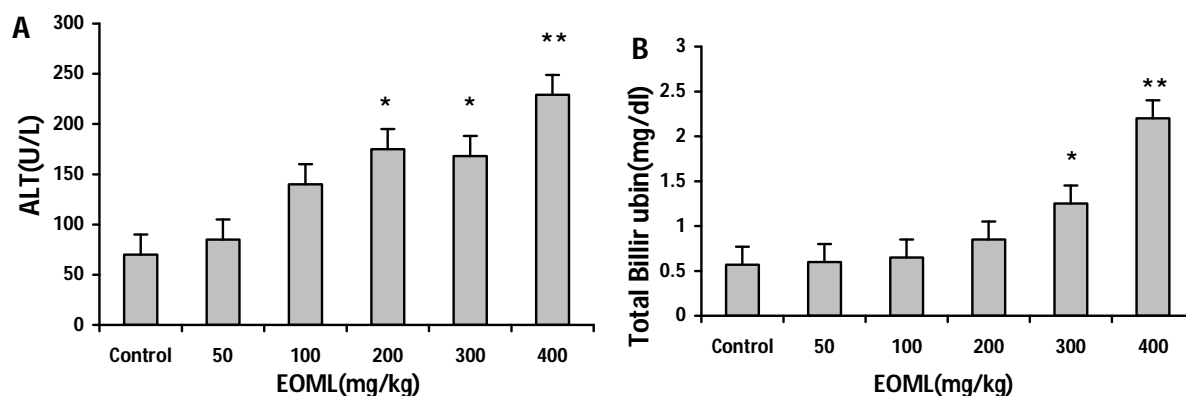 A
300
250
200
150
100
50
0
ALT(U/L)
*
*
**
Control 50 100 200 300 400
EOML(mg/kg)
B
3
2.5
2
1.5
1
0.5
0
Total Billir ubin(mg/dl)
*
**
Control 50 100 200 300 400
EOML(mg/kg)